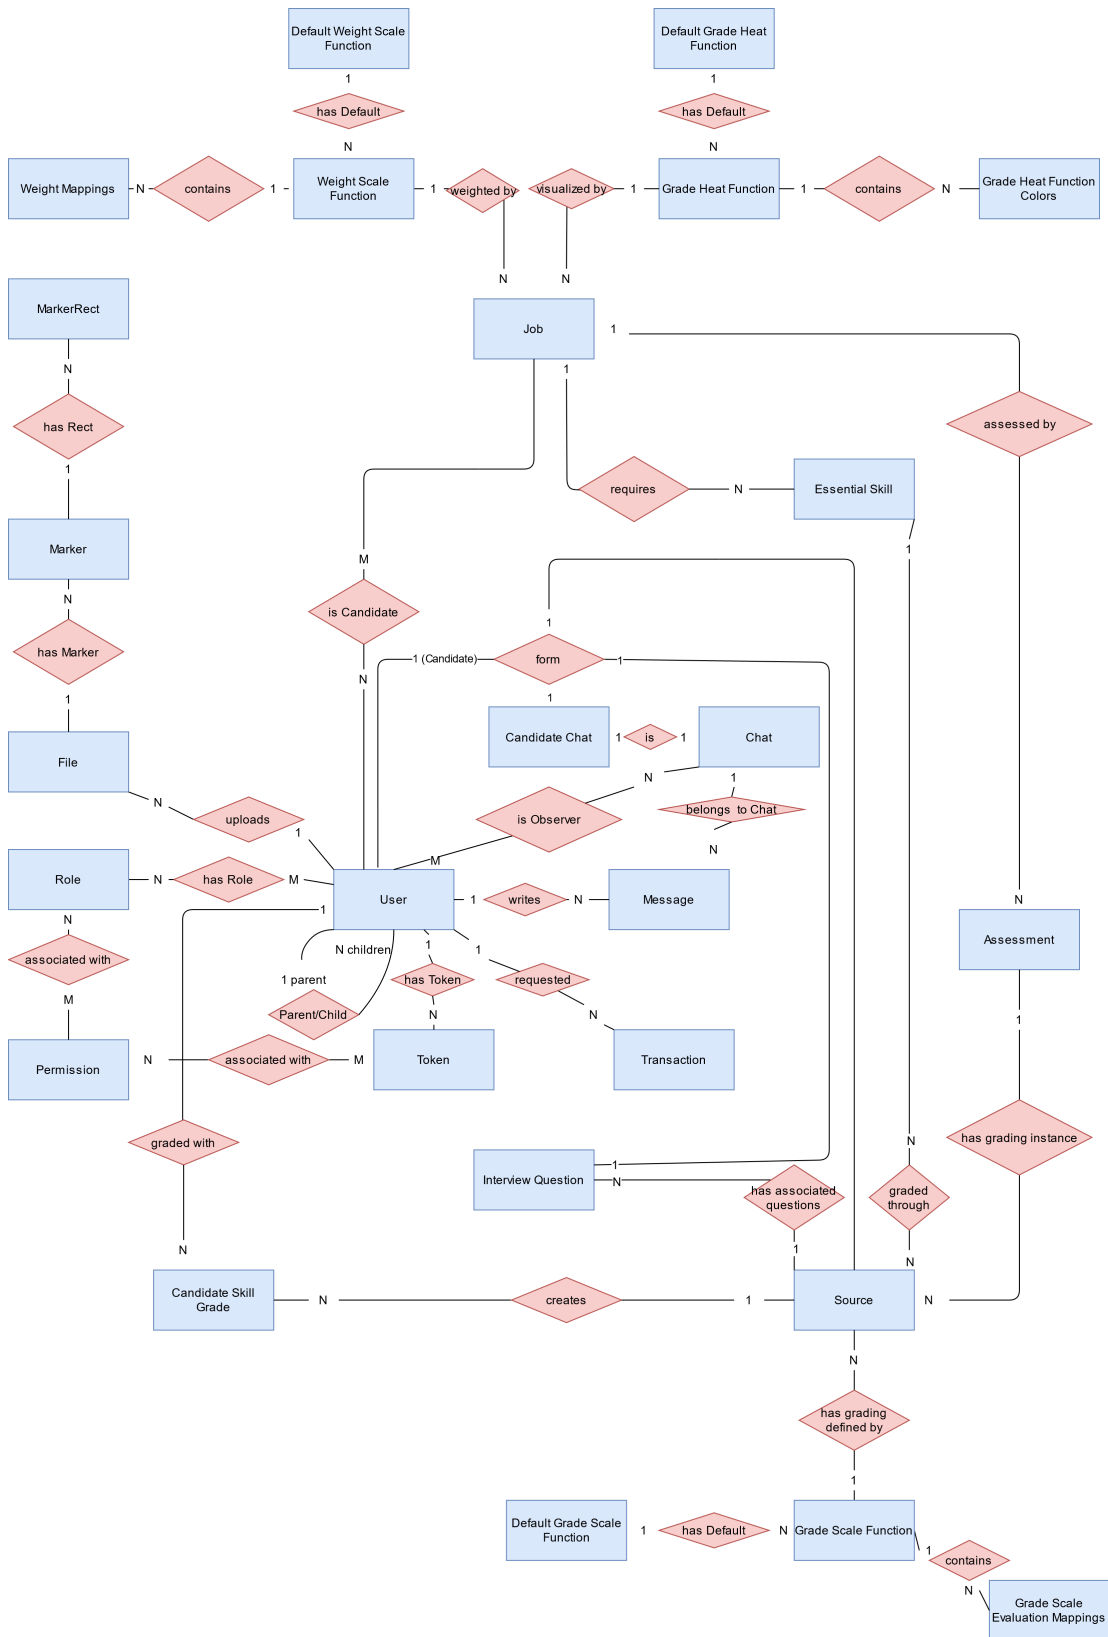 Default Weight Scale
Function
Default Grade Heat
Function
1
1
has Default
has Default
N
N
Weight Mappings
N
contains
1
Weight Scale
Function
1
weighted by
visualized by
1
Grade Heat Function
1
contains
N
Grade Heat Function
Colors
N
N
MarkerRect
Job
1
N
1
has Rect
assessed by
1
requires
N
Essential Skill
Marker
1
M
N
is Candidate
1
has Marker
1 (Candidate)
form
1
N
1
1
File
Candidate Chat
1
is
1
Chat
N
1
N
belongs  to Chat
uploads
is Observer
1
N
M
Role
N
has Role
M
User
1
writes
N
Message
N
Assessment
1
N
associated with
N children
1
1
1 parent
has Token
requested
M
Parent/Child
N
N
1
Permission
N
associated with
M
Token
Transaction
graded with
N
has grading instance
Interview Question
1
N
has associated
questions
graded
through
N
1
N
Candidate Skill
Grade
N
creates
1
Source
N
N
has grading
defined by
1
Default Grade Scale
Function
1
has Default
N
Grade Scale Function
1
contains
N
Grade Scale
Evaluation Mappings